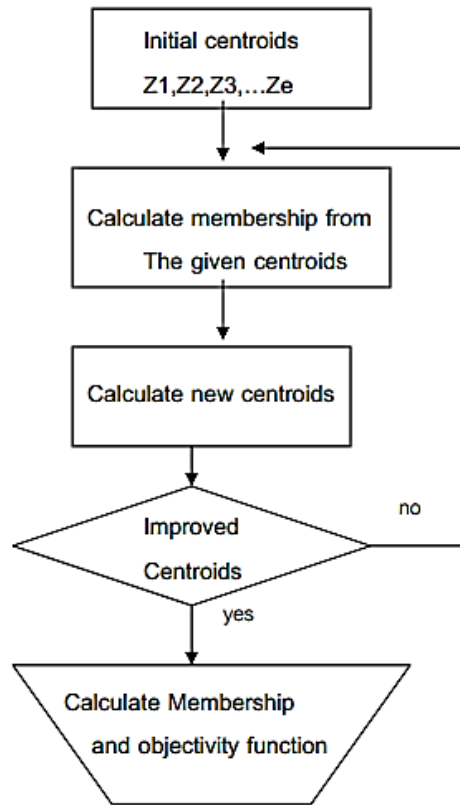 Initial centroids
Z1,Z2,Z3,...Ze
Calculate membership from
The given centroids
Calculate new centroids
Improved
Centroids
no
yes
Calculate Membership
and objectivity function